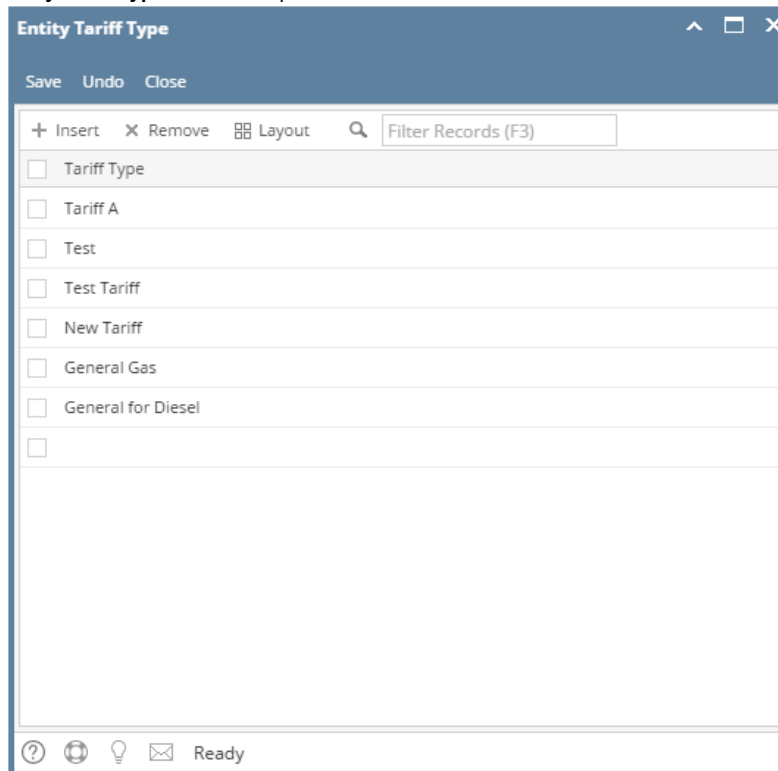 Entity Tariff Type
Save Undo Close
Insert Remove Layout Filter Records (F3)
Tariff Type
Tariff A
Test
Test Tariff
New Tariff
General Gas
General for Diesel
Ready